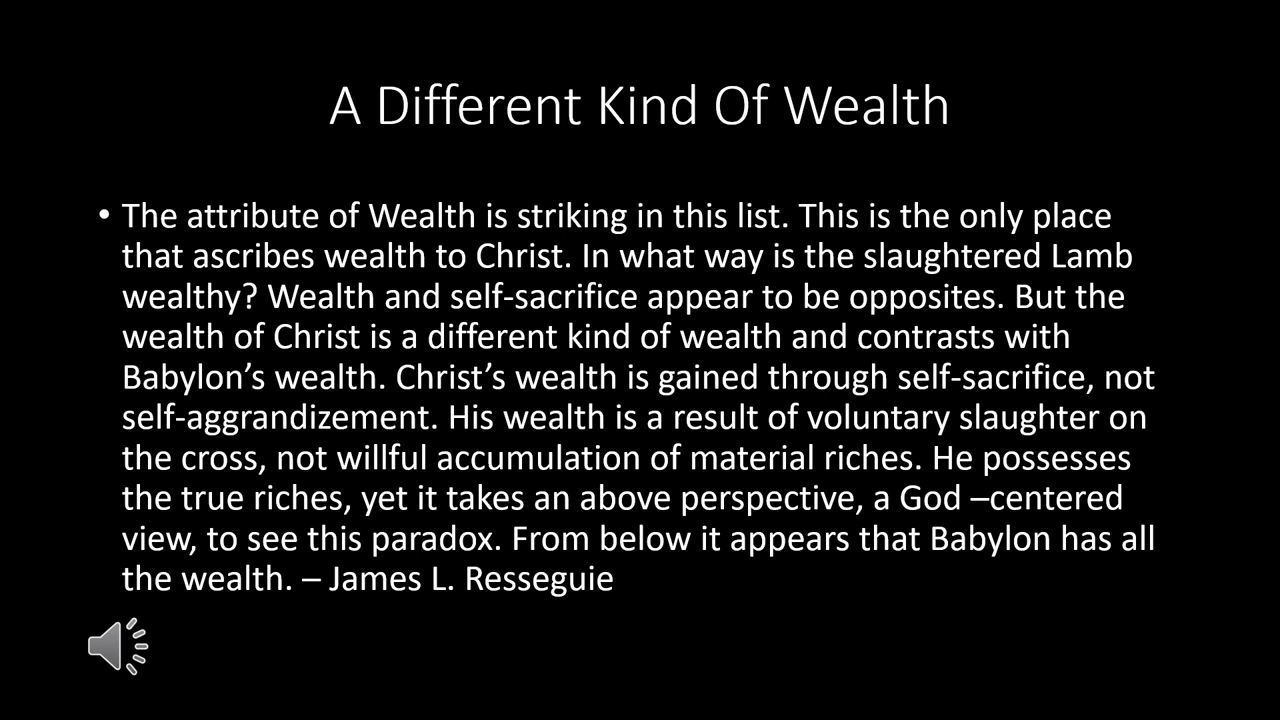 A Different Kind Of Wealth
• The attribute of Wealth is striking in this list. This is the only place
that ascribes wealth to Christ. In what way is the slaughtered Lamb
wealthy? Wealth and self-sacrifice appear to be opposites. But the
wealth of Christ is a different kind of wealth and contrasts with
Babylon’s wealth. Christ’s wealth is gained through self-sacrifice, not
self-aggrandizement. His wealth is a result of voluntary slaughter on
the cross, not willful accumulation of material riches. He possesses
the true riches, yet it takes an above perspective, a God –centered
view, to see this paradox. From below it appears that Babylon has all
the wealth. – James L. Resseguie